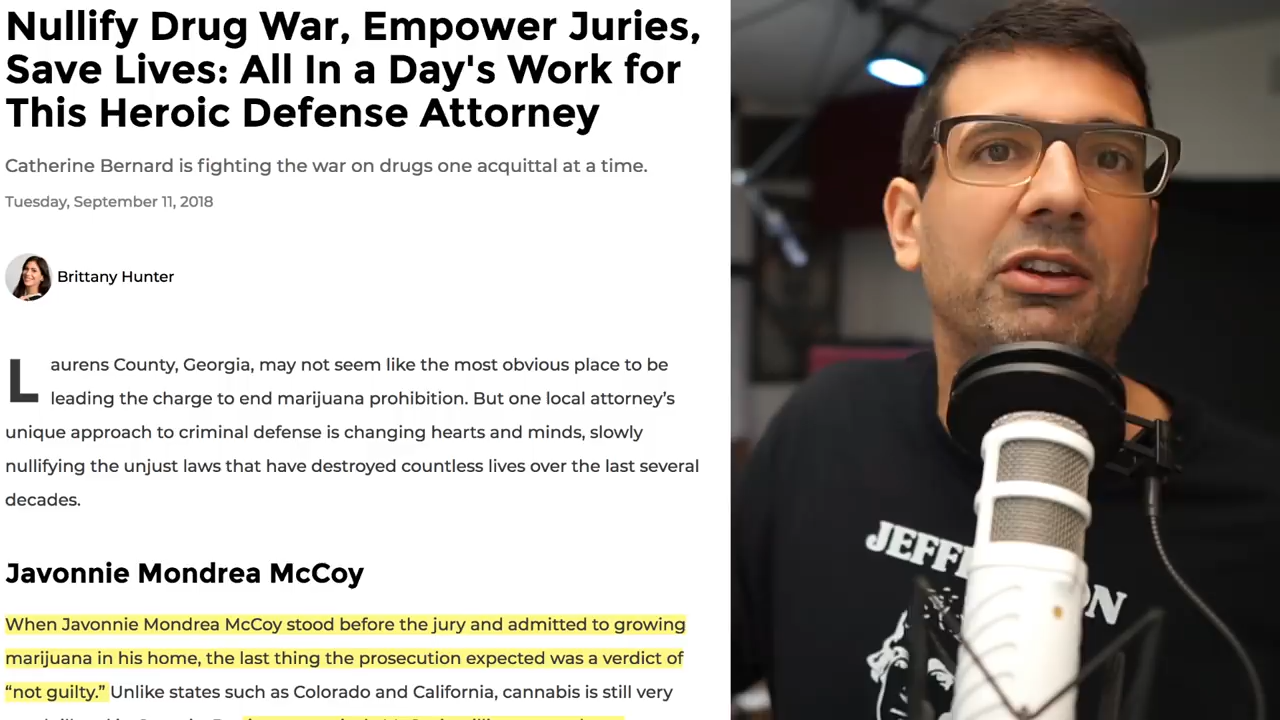 Nullify Drug War, Empower Juries,
Save Lives: All In a Day's Work for
This Heroic Defense Attorney
Catherine Bernard is fighting the war on drugs one acquittal at a time.
Tuesday, September 11, 2018
Brittany Hunter
Laurens County, Georgia, may not seem like the most obvious place to be
leading the charge to end marijuana prohibition. But one local attorney’s
unique approach to criminal defense is changing hearts and minds, slowly
nullifying the unjust laws that have destroyed countless lives over the last several
decades.
Javonnie Mondrea McCoy
When Javonnie Mondrea McCoy stood before the jury and admitted to growing
marijuana in his home, the last thing the prosecution expected was a verdict of
“not guilty.” Unlike states such as Colorado and California, cannabis is still very